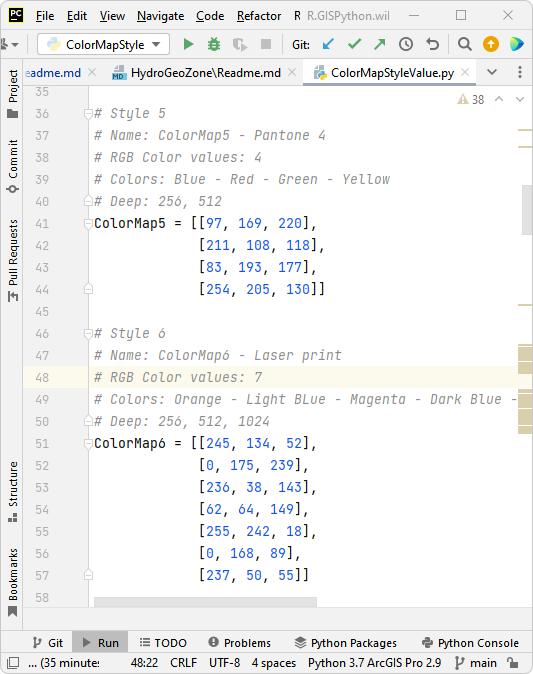 PC File Edit View Navigate Code Refactor R R.GISPython.wil
ColorMapStyle Git:
eadme.md HydroGeoZone\Readme.md ColorMapStyleValue.py
38
35
36 # Style 5
37 # Name: ColorMap5 - Pantone 4
38 # RGB Color values: 4
39 # Colors: Blue - Red - Green - Yellow
40 # Deep: 256, 512
41 ColorMap5 = [[97, 169, 220],
42 [211, 108, 118],
43 [83, 193, 177],
44 [254, 205, 130]]
45
46 # Style 6
47 # Name: ColorMap6 - Laser print
48 # RGB Color values: 7
49 # Colors: Orange - Light BLue - Magenta - Dark Blue -
50 # Deep: 256, 512, 1024
51 ColorMap6 = [[245, 134, 52],
52 [0, 175, 239],
53 [236, 38, 143],
54 [62, 64, 149],
55 [255, 242, 18],
56 [0, 168, 89],
57 [237, 50, 55]]
58
Project
Commit
Pull Requests
Structure
Bookmarks
Git Run TODO Problems Python Packages Python Console
... (35 minutes 48:22 CRLF UTF-8 4 spaces Python 3.7 ArcGIS Pro 2.9 main